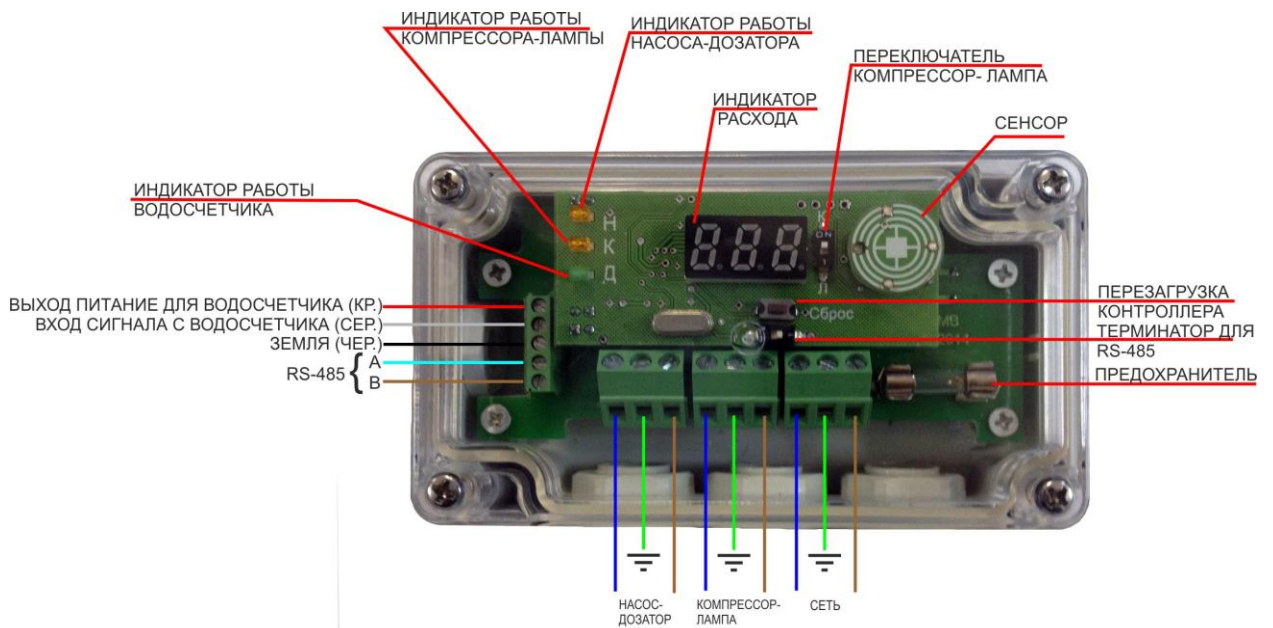 ИНДИКАТОР РАБОТЫ
КОМПРЕССОРА-ЛАМПЫ
ИНДИКАТОР РАБОТЫ
НАСОСА-ДОЗАТОРА
ПЕРЕКЛЮЧАТЕЛЬ
КОМПРЕССОР- ЛАМПА
ИНДИКАТОР
РАСХОДА
СЕНСОР
ИНДИКАТОР РАБОТЫ
ВОДОСЧЕТЧИКА
Н
К
Д
К
Л
Сброс
ВЫХОД ПИТАНИЕ ДЛЯ ВОДОСЧЕТЧИКА (КР.)
ВХОД СИГНАЛА С ВОДОСЧЕТЧИКА (СЕР.)
ЗЕМЛЯ (ЧЕР.)
RS-485 { A
B
ПЕРЕЗАГРУЗКА
КОНТРОЛЛЕРА
ТЕРМИНАТОР ДЛЯ
RS-485
ПРЕДОХРАНИТЕЛЬ
НАСОС-
ДОЗАТОР
КОМПРЕССОР-
ЛАМПА
СЕТЬ